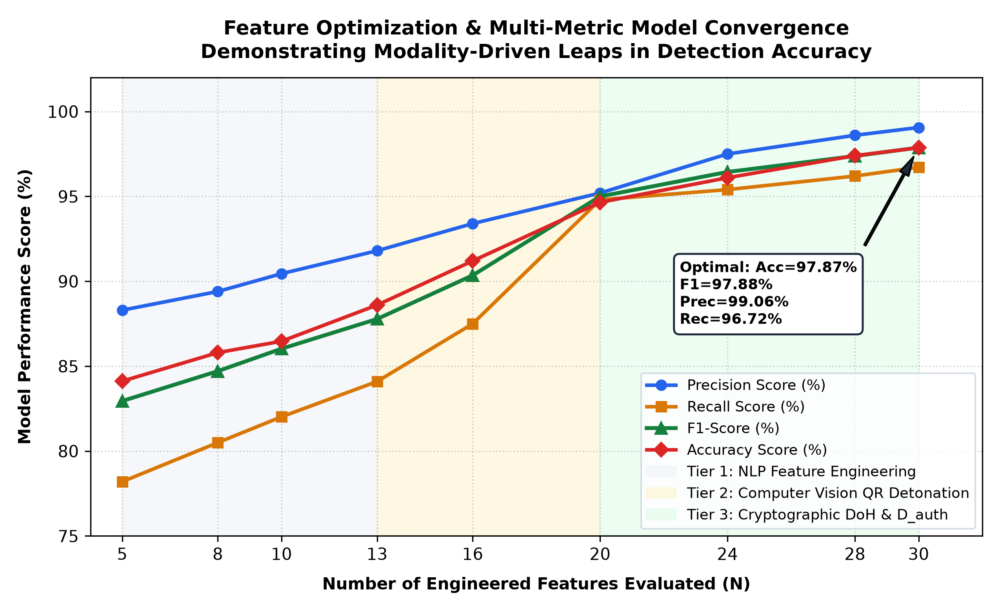 Feature Optimization & Multi-Metric Model Convergence
Demonstrating Modality-Driven Leaps in Detection Accuracy
Model Performance Score (%)
100
95
90
85
80
75
Optimal: Acc=97.87%
F1=97.88%
Prec=99.06%
Rec=96.72%
Precision Score (%)
Recall Score (%)
F1-Score (%)
Accuracy Score (%)
Tier 1: NLP Feature Engineering
Tier 2: Computer Vision QR Detonation
Tier 3: Cryptographic DoH & D_auth
5 8 10 13 16 20 24 28 30
Number of Engineered Features Evaluated (N)